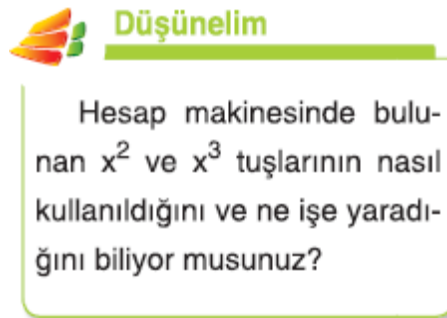 Düşünelim
Hesap makinesinde bulu-
nan x² ve x³ tuşlarının nasıl
kullanıldığını ve ne işe yaradı-
ğını biliyor musunuz?